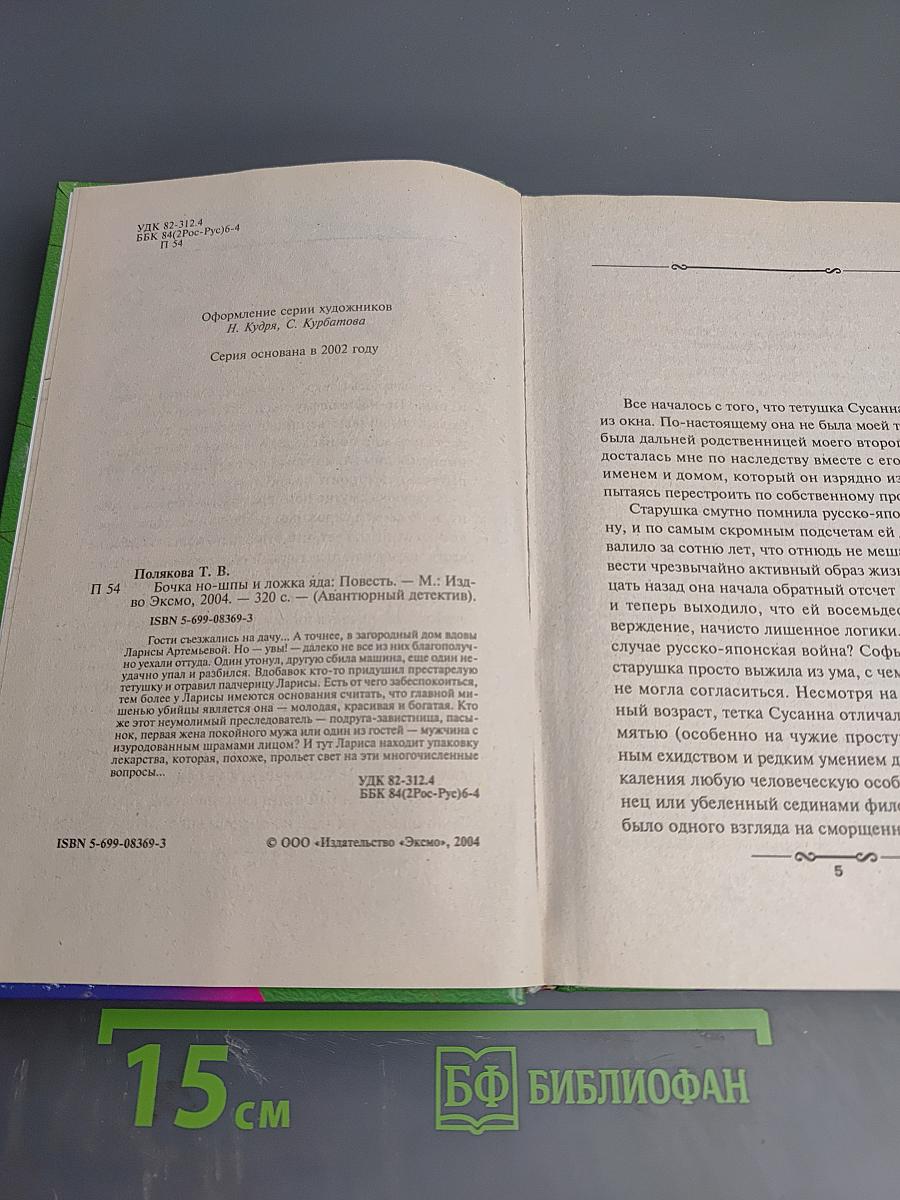 УДК 82-312.4
ББК 84(2Рос-Рус)6-4
П 54
Оформление серии художников
Н. Кудря, С. Курбатова
Серия основана в 2002 году
Полякова Т. В.
П 54 Бочка но-шпы и ложка яда: Повесть. — М.: Изд-
во Эксмо, 2004. — 320 с. — (Авантюрный детектив).
ISBN 5-699-08369-3
Гости съезжались на дачу... А точнее, в загородный дом вдовы
Ларисы Артемьевой. Но — увы! — далеко не все из них благополуч-
но уехали оттуда. Один утонул, другую сбила машина, еще один не-
удачно упал и разбился. Вдобавок кто-то придушил престарелую
тетушку и отравил падчерицу Ларисы. Есть от чего забеспокоиться,
тем более у Ларисы имеются основания считать, что главной ми-
шенью убийцы является она — молодая, красивая и богатая. Кто
же этот неумолимый преследователь — подруга-завистница, пасы-
нок, первая жена покойного мужа или один из гостей — мужчина с
изуродованным шрамами лицом? И тут Лариса находит упаковку
лекарства, которая, похоже, прольет свет на эти многочисленные
вопросы...
УДК 82-312.4
ББК 84(2Рос-Рус)6-4
ISBN 5-699-08369-3
© ООО «Издательство «Эксмо», 2004
Все началось с того, что тетушка Сусанна
из окна. По-настоящему она не была моей т
была дальней родственницей моего второг
досталась мне по наследству вместе с его
именем и домом, который он изрядно из
пытаясь перестроить по собственному про
Старушка смутно помнила русско-япо
ну, и по самым скромным подсчетам ей
валило за сотню лет, что отнюдь не меша
вести чрезвычайно активный образ жизн
цать назад она начала обратный отсчет
и теперь выходило, что ей восемьдес
верждение, начисто лишенное логики.
случае русско-японская война? Софь
старушка просто выжила из ума, с чем
не могла согласиться. Несмотря на
ный возраст, тетка Сусанна отличал
мятью (особенно на чужие просту
ным ехидством и редким умением д
каления любую человеческую особ
нец или убеленный сединами фило
было одного взгляда на сморщенн
5
15 см
БФ БИБЛИОФАН